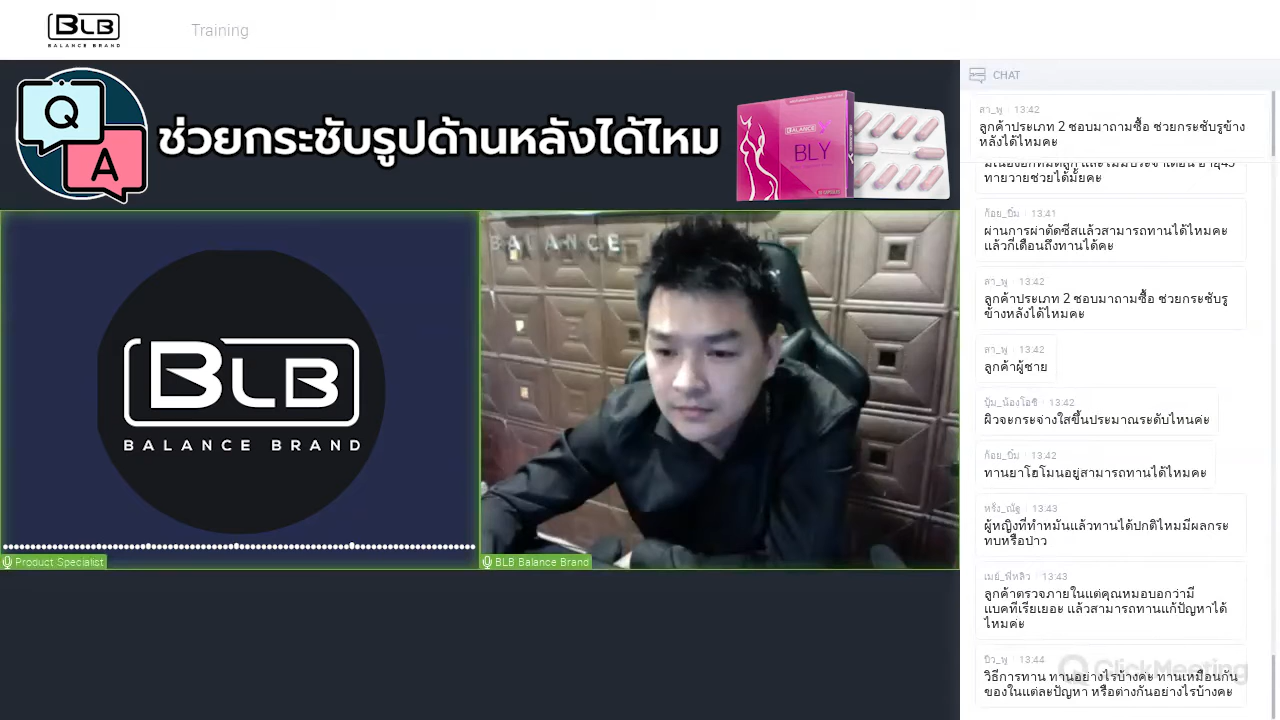 BLB
BALANCE BRAND
Training
Q
A
ช่วยกระชับรูปด้านหลังได้ไหม
BALANCE
BLY
BALANCE
BLB
BALANCE BRAND
Product Specialist
BLB Balance Brand
CHAT
สา_พู 13:42
ลูกค้าประเภท 2 ชอบมาถามซื้อ ช่วยกระชับรูล่าง
หลังได้ไหมคะ
ทายวายช่วยได้มั้ยคะ
ก้อย_บิ๋ม 13:41
ผ่านการผ่าตัดซีสแล้วสามารถทานได้ไหมคะ
แล้วกี่เดือนถึงทานได้คะ
สา_พู 13:42
ลูกค้าประเภท 2 ชอบมาถามซื้อ ช่วยกระชับรู
ข้างหลังได้ไหมคะ
สา_พู 13:42
ลูกค้าผู้ชาย
ปุ้ม_น้องโอชิ 13:42
ผิวจะกระจ่างใสขึ้นประมาณระดับไหนค่ะ
ก้อย_บิ๋ม 13:42
ทานยาโฮโมนอยู่สามารถทานได้ไหมคะ
หรั่ง_ณัฐ 13:43
ผู้หญิงที่ทำหมันแล้วทานได้ปกติไหมมีผลกระ
ทบหรือป่าว
เมย์_พี่หลิว 13:43
ลูกค้าตรวจภายในแต่คุณหมอบอกว่ามี
แบคทีเรียเยอะ แล้วสามารถทานแก้ปัญหาได้
ไหมค่ะ
บิว_พู 13:44
ClickMeeting
วิธีการทาน ทานอย่างไรบ้างคะ ทานเหมือนกัน
ของในแต่ละปัญหา หรือต่างกันอย่างไรบ้างคะ